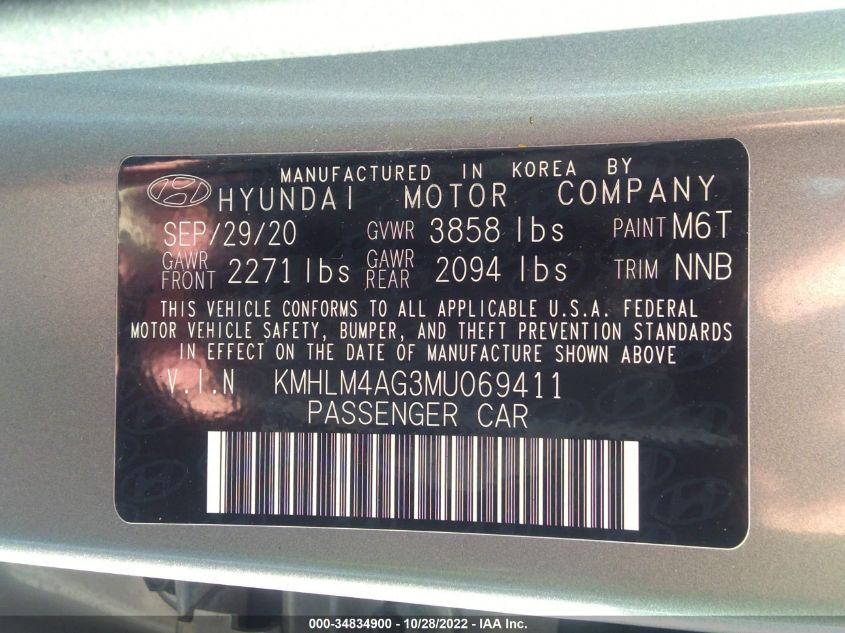 MANUFACTURED IN KOREA BY
HYUNDAI MOTOR COMPANY
SEP/29/20 GVWR 3858 lbs PAINT M6T
GAWR FRONT 2271 lbs GAWR REAR 2094 lbs TRIM NNB
THIS VEHICLE CONFORMS TO ALL APPLICABLE U.S.A. FEDERAL
MOTOR VEHICLE SAFETY, BUMPER, AND THEFT PREVENTION STANDARDS
IN EFFECT ON THE DATE OF MANUFACTURE SHOWN ABOVE
V.I.N KMHLM4AG3MU069411
PASSENGER CAR
000-34834900 - 10/28/2022 - IAA Inc.